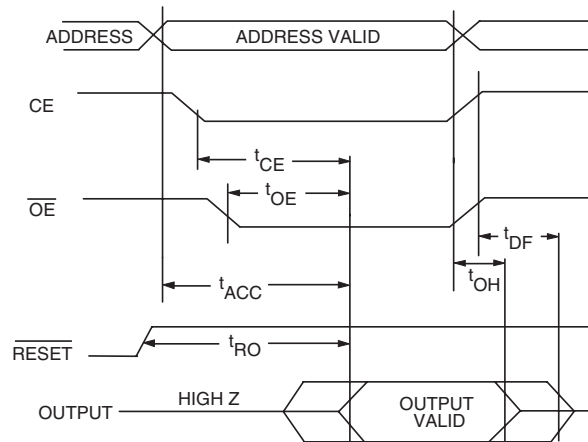 ADDRESS
ADDRESS VALID
CE
tCE
tOE
OE
tDF
tOH
tACC
RESET
tRO
OUTPUT
HIGH Z
OUTPUT
VALID